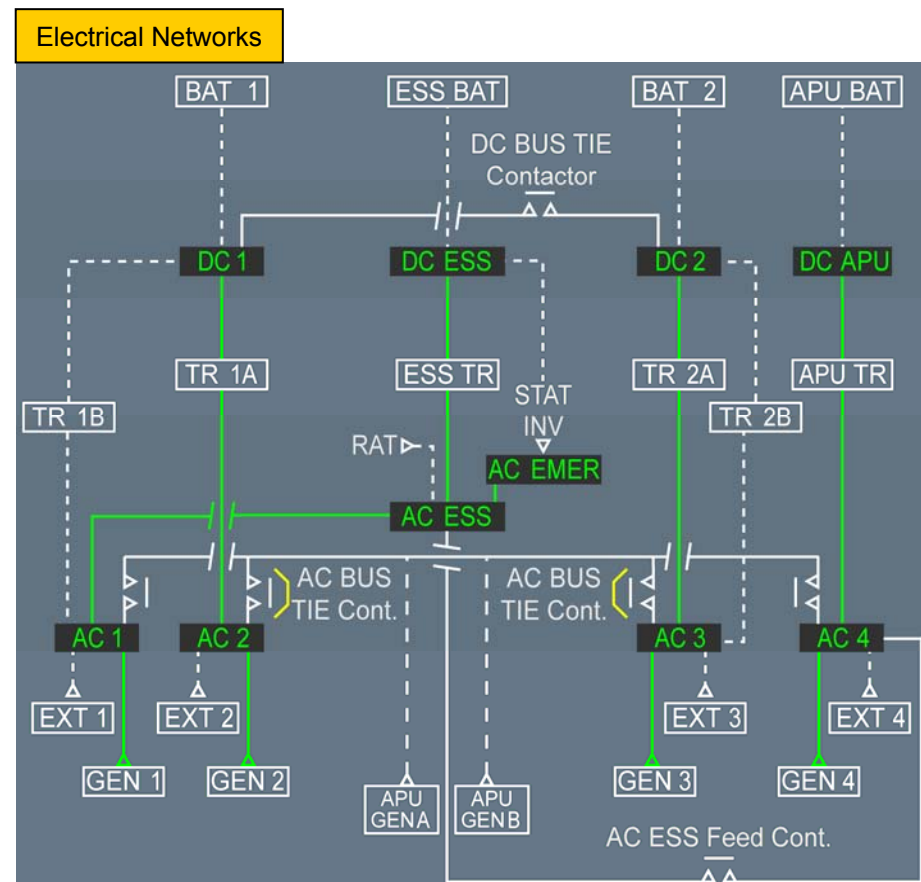 Electrical Networks
BAT 1
ESS BAT
BAT 2
APU BAT
DC BUS TIE
Contactor
DC 1
DC ESS
DC 2
DC APU
TR 1A
ESS TR
TR 2A
APU TR
TR 1B
STAT
INV
TR 2B
RAT
AC EMER
AC ESS
AC BUS
TIE Cont.
AC BUS
TIE Cont.
AC 1
AC 2
AC 3
AC 4
EXT 1
EXT 2
EXT 3
EXT 4
GEN 1
GEN 2
APU
GEN A
APU
GEN B
GEN 3
GEN 4
AC ESS Feed Cont.